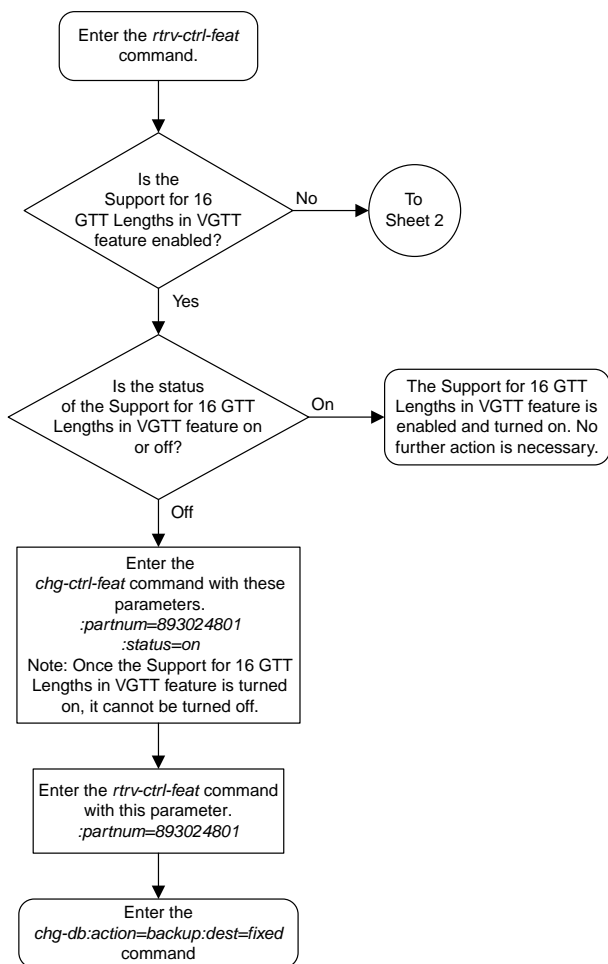 Enter the rtrv-ctrl-feat
command.
Is the
Support for 16
GTT Lengths in VGTT
feature enabled?
No
To
Sheet 2
Yes
Is the status
of the Support for 16 GTT
Lengths in VGTT feature on
or off?
On
The Support for 16 GTT
Lengths in VGTT feature is
enabled and turned on. No
further action is necessary.
Off
Enter the
chg-ctrl-feat command with these
parameters.
:partnum=893024801
:status=on
Note: Once the Support for 16 GTT
Lengths in VGTT feature is turned
on, it cannot be turned off.
Enter the rtrv-ctrl-feat command
with this parameter.
:partnum=893024801
Enter the
chg-db:action=backup:dest=fixed
command